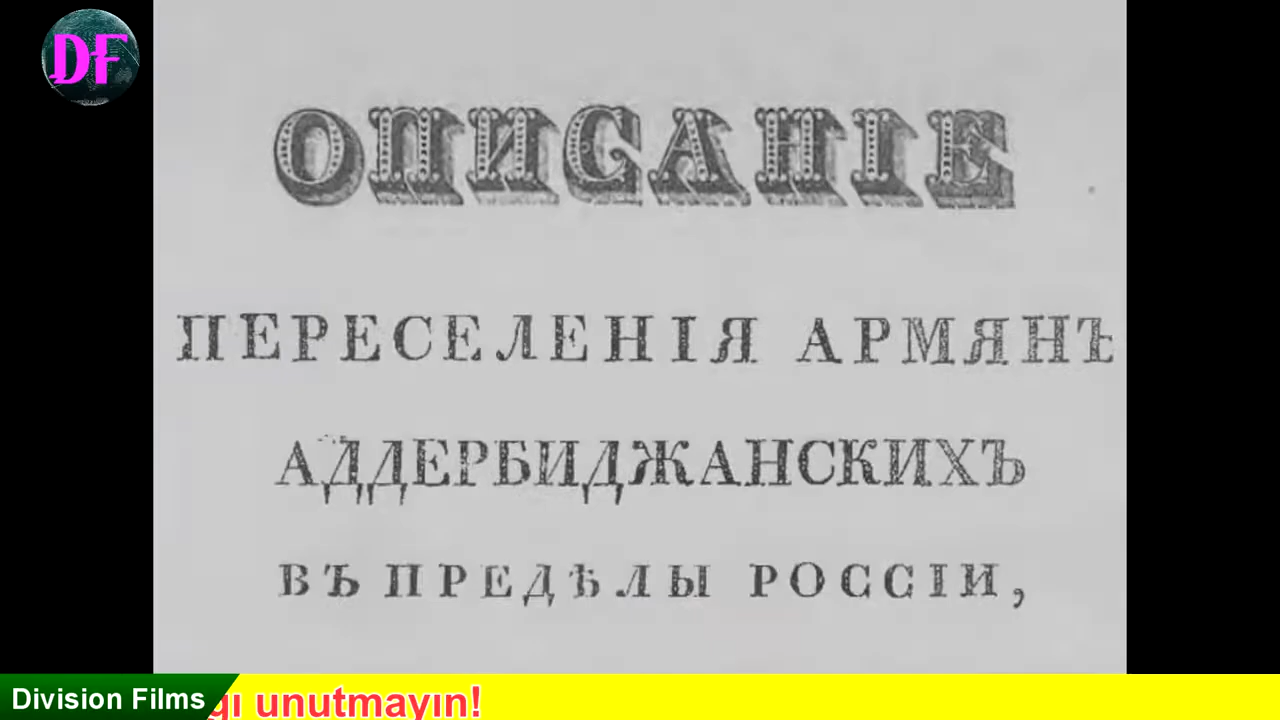 DF
ОПИСАНІЕ
ПЕРЕСЕЛЕНІЯ АРМЯНЪ
АДДЕРБИДЖАНСКИХЪ
ВЪ ПРЕДѢЛЫ РОССІИ,
Division Films
unutmayın!